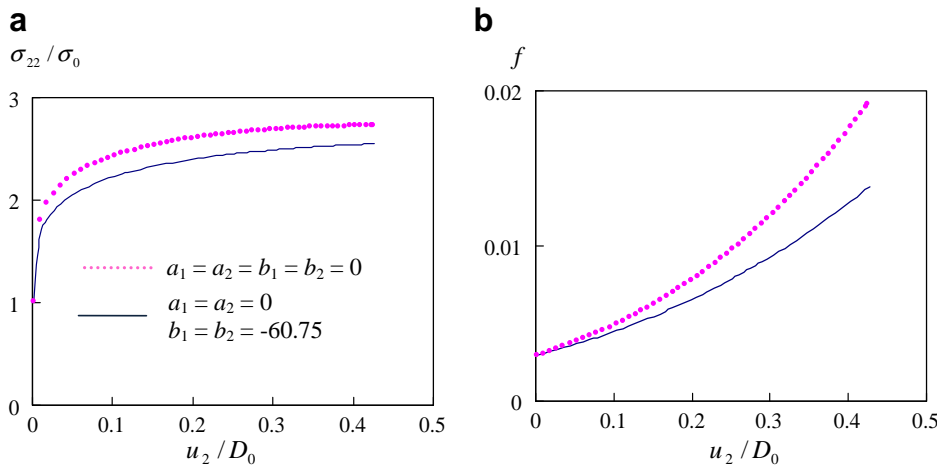 a
σ₂₂ / σ₀
3
2
1
0
0 0.1 0.2 0.3 0.4 0.5
u₂ / D₀
a₁ = a₂ = b₁ = b₂ = 0
a₁ = a₂ = 0
b₁ = b₂ = -60.75
b
f
0.02
0.01
0
0 0.1 0.2 0.3 0.4 0.5
u₂ / D₀